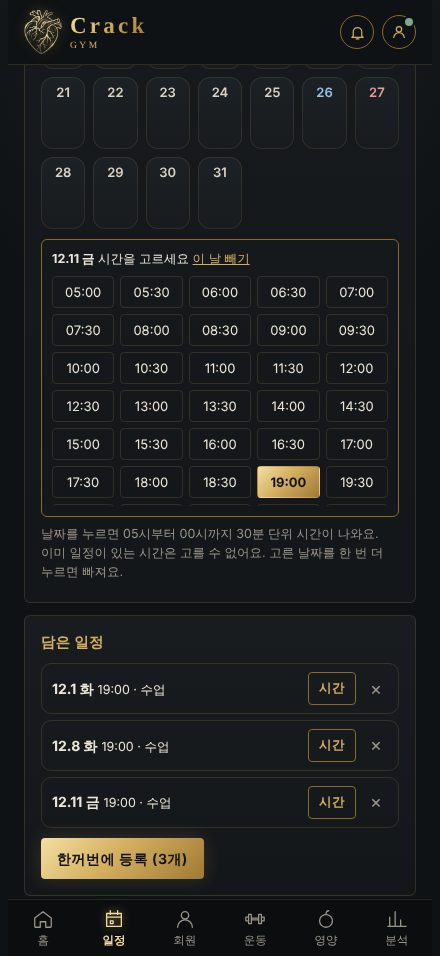 Crack
GYM
21 22 23 24 25 26 27
28 29 30 31
12.11 금 시간을 고르세요 이 날 빼기
05:00 05:30 06:00 06:30 07:00
07:30 08:00 08:30 09:00 09:30
10:00 10:30 11:00 11:30 12:00
12:30 13:00 13:30 14:00 14:30
15:00 15:30 16:00 16:30 17:00
17:30 18:00 18:30 19:00 19:30
날짜를 누르면 05시부터 00시까지 30분 단위 시간이 나와요.
이미 일정이 있는 시간은 고를 수 없어요. 고른 날짜를 한 번 더
누르면 빠져요.
담은 일정
12.1 화 19:00 · 수업 시간 ×
12.8 화 19:00 · 수업 시간 ×
12.11 금 19:00 · 수업 시간 ×
한꺼번에 등록 (3개)
홈 일정 회원 운동 영양 분석